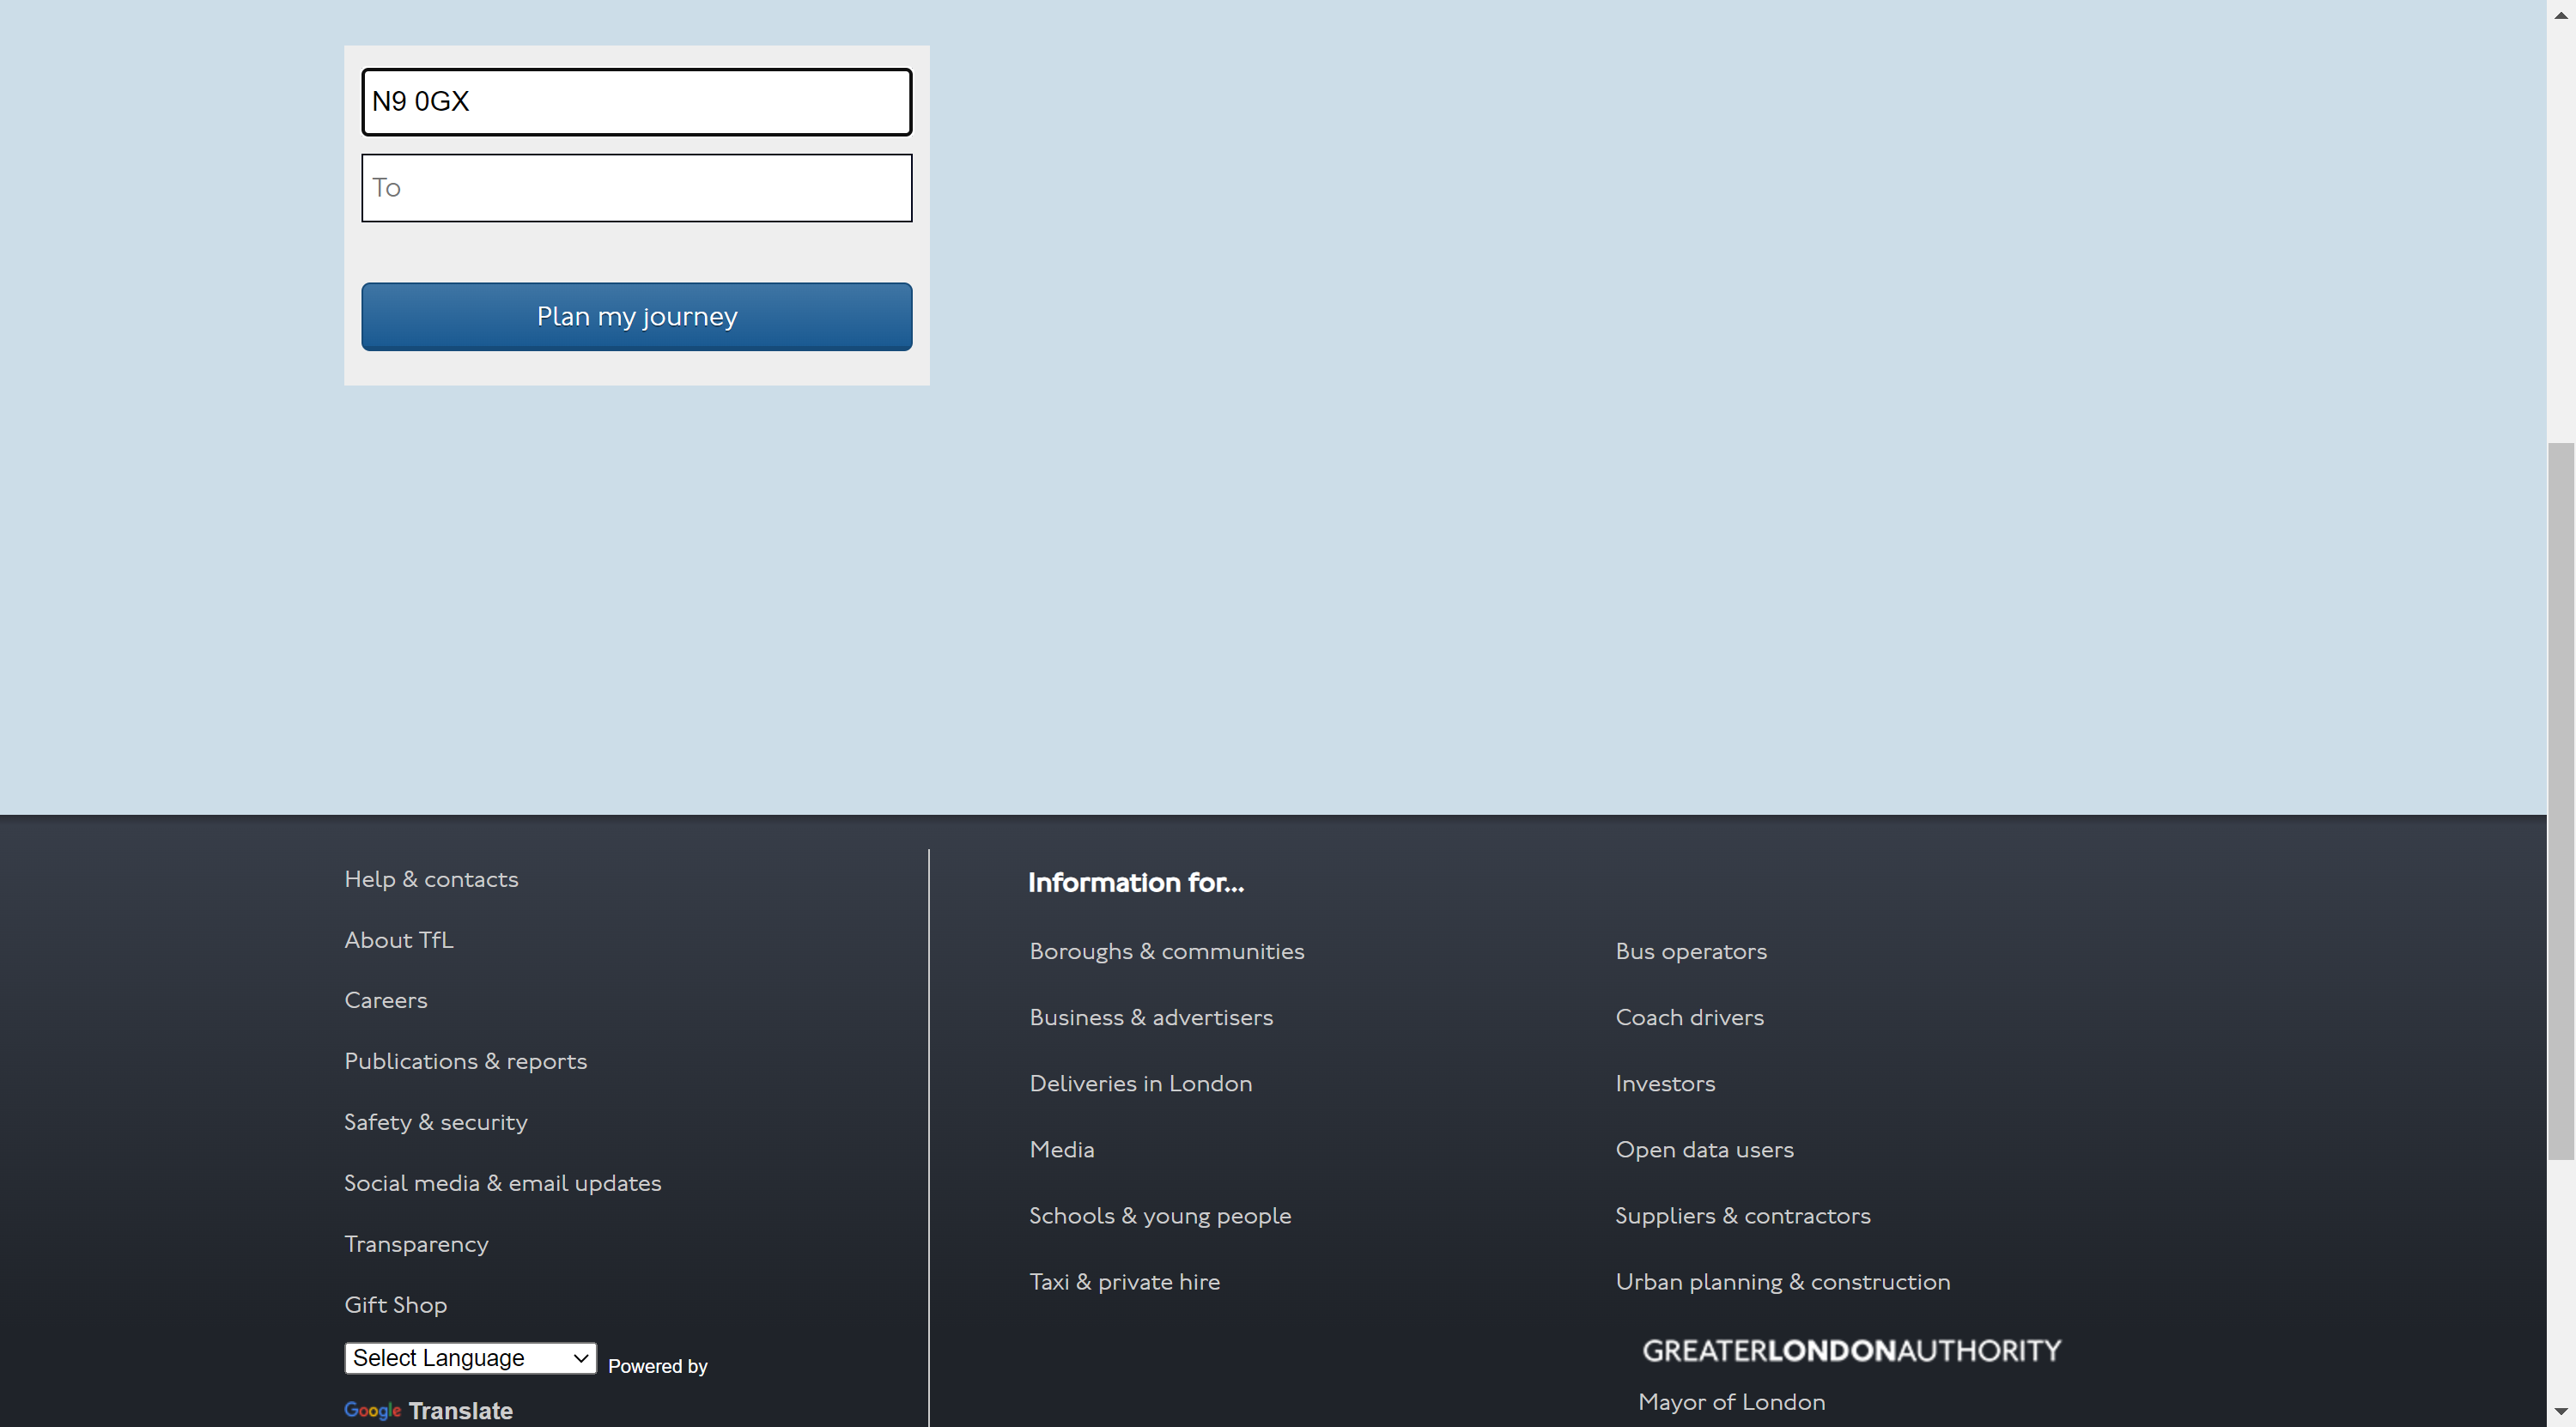 N9 0GX
To
Plan my journey
Help & contacts
About TfL
Careers
Publications & reports
Safety & security
Social media & email updates
Transparency
Gift Shop
Select Language
Powered by
Google Translate
Information for...
Boroughs & communities
Business & advertisers
Deliveries in London
Media
Schools & young people
Taxi & private hire
Bus operators
Coach drivers
Investors
Open data users
Suppliers & contractors
Urban planning & construction
GREATERLONDONAUTHORITY
Mayor of London